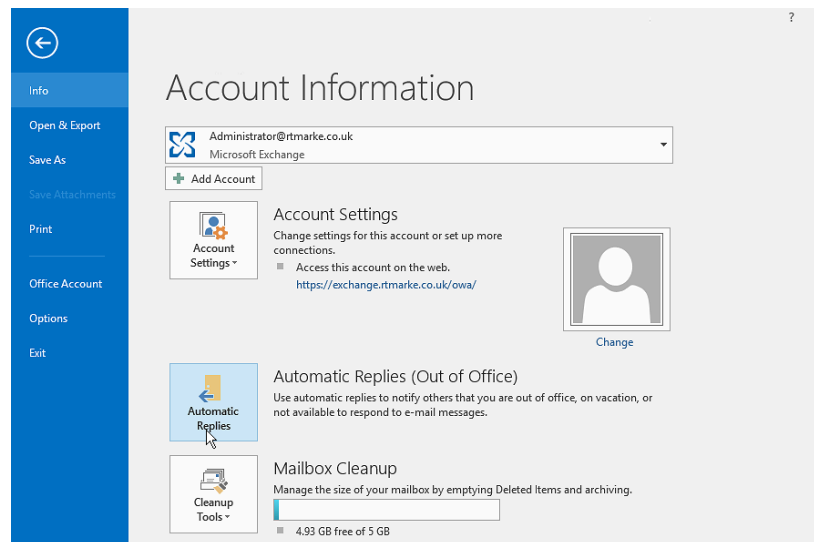 ?
Info
Open & Export
Save As
Save Attachments
Print
Office Account
Options
Exit
Account Information
Administrator@rtmarke.co.uk
Microsoft Exchange
Add Account
Account
Settings
Account Settings
Change settings for this account or set up more
connections.
Access this account on the web.
https://exchange.rtmarke.co.uk/owa/
Change
Automatic
Replies
Automatic Replies (Out of Office)
Use automatic replies to notify others that you are out of office, on vacation, or
not available to respond to e-mail messages.
Cleanup
Tools
Mailbox Cleanup
Manage the size of your mailbox by emptying Deleted Items and archiving.
4.93 GB free of 5 GB